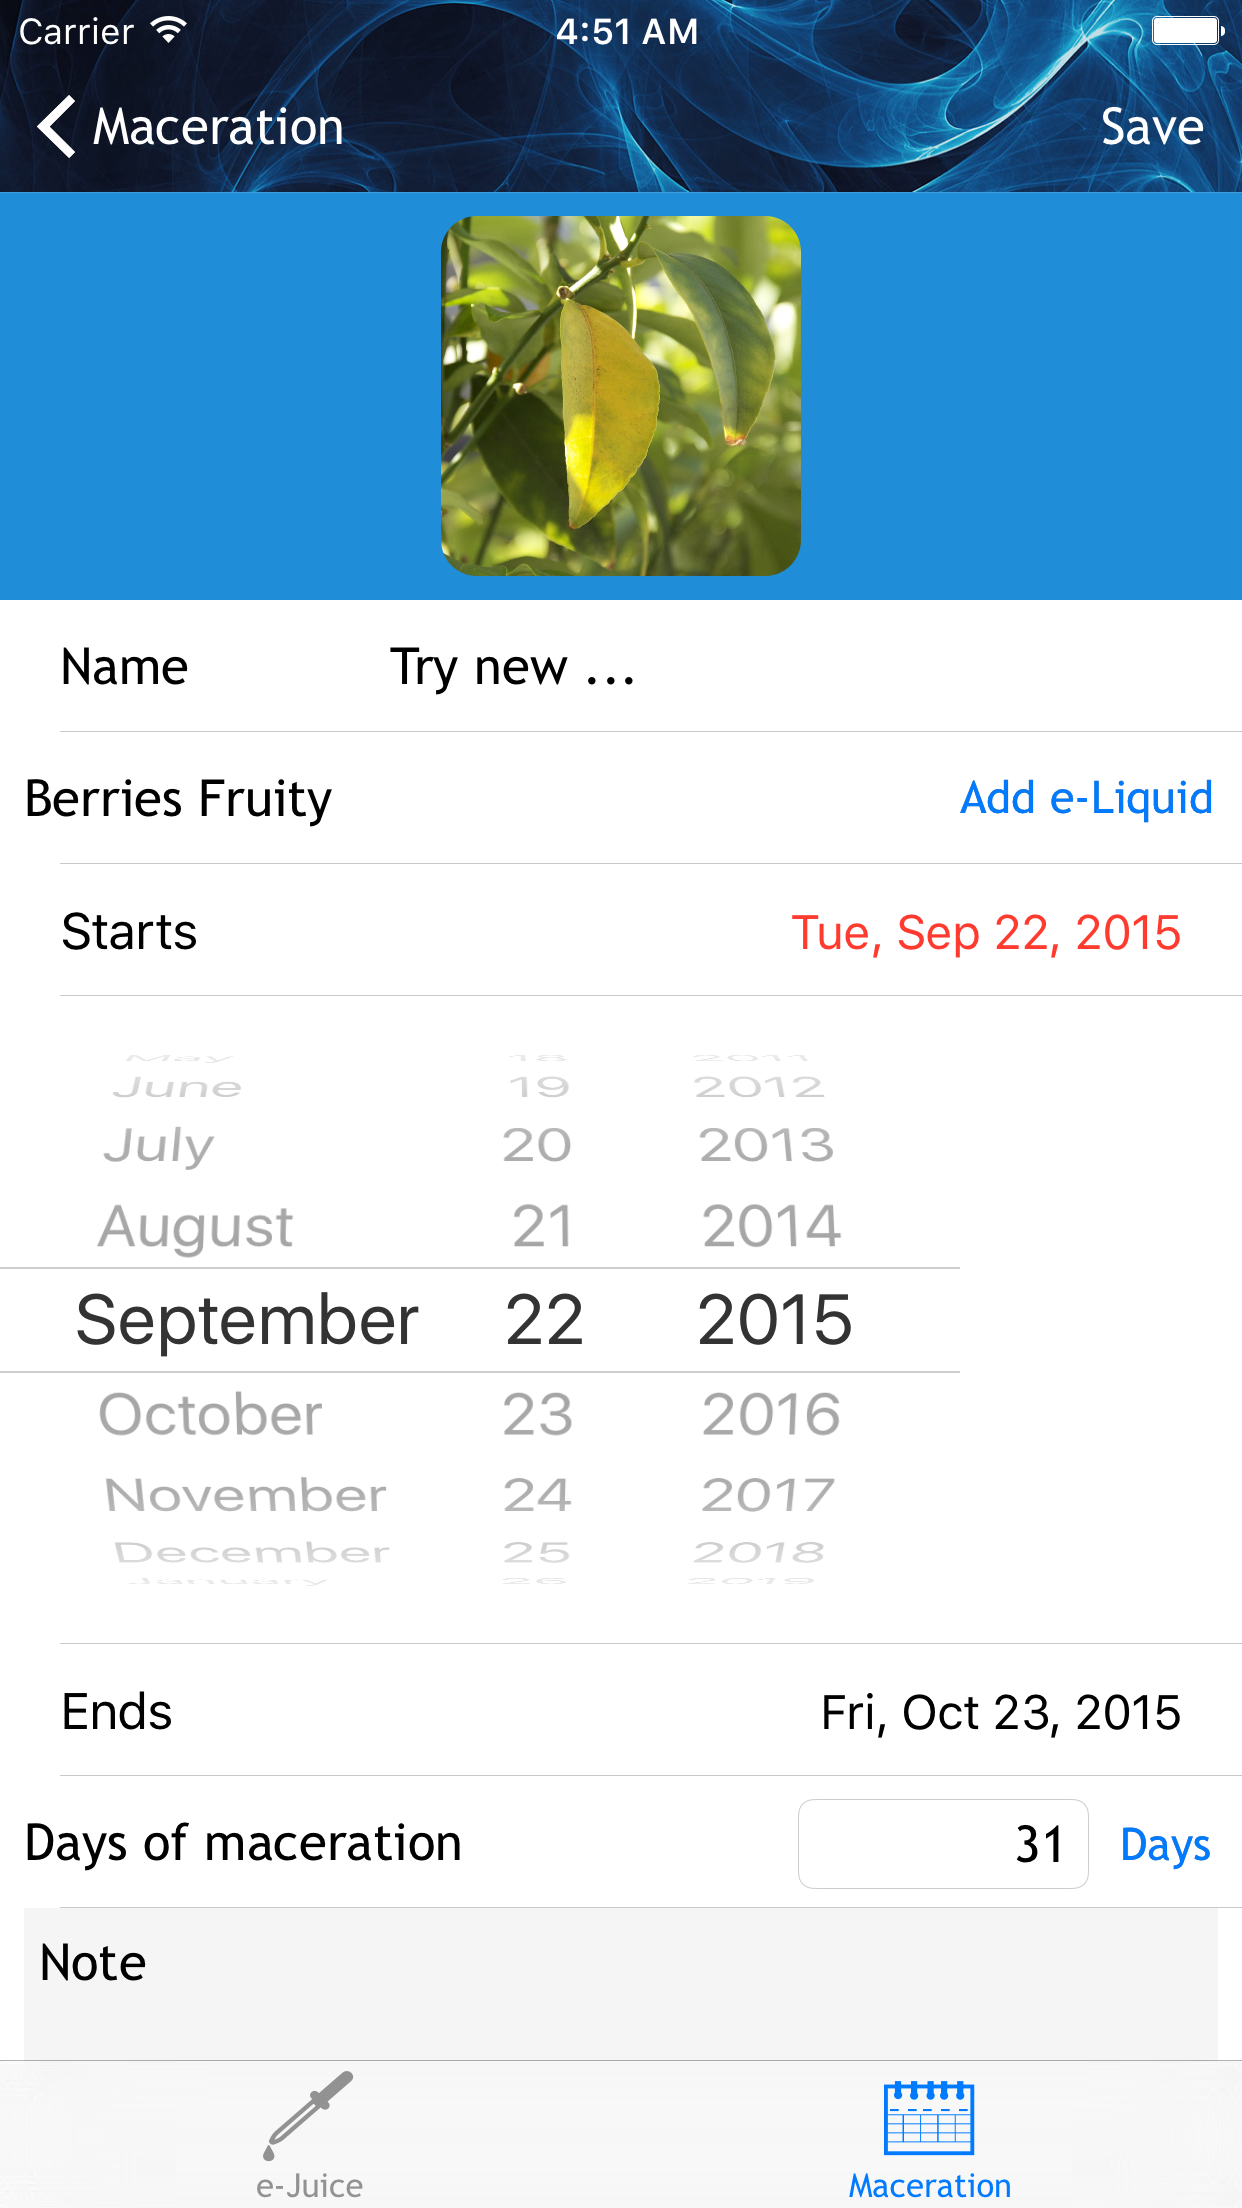 Carrier 4:51 AM
Maceration Save
Name Try new ...
Berries Fruity Add e-Liquid
Starts Tue, Sep 22, 2015
May 18 2011
June 19 2012
July 20 2013
August 21 2014
September 22 2015
October 23 2016
November 24 2017
December 25 2018
January 26 2019
Ends Fri, Oct 23, 2015
Days of maceration 31 Days
Note
e-Juice Maceration